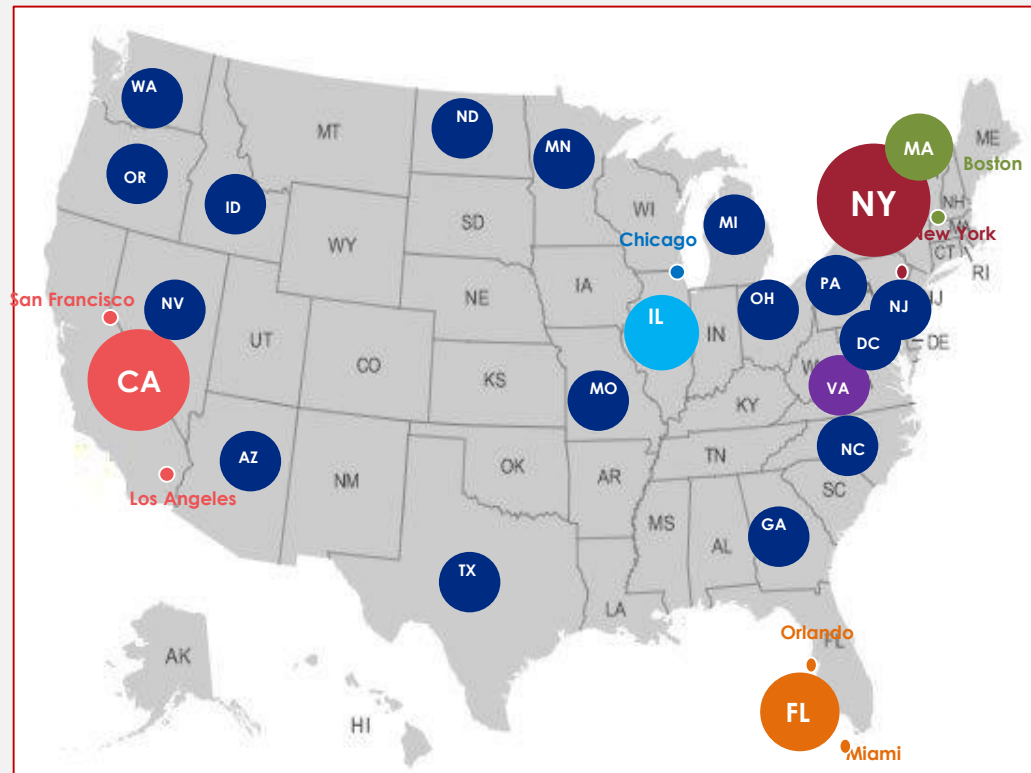 WA
ND
MT
MN
MA
ME
Boston
OR
ID
SD
WI
MI
NY
NH
WY
Chicago
New York
CT
RI
San Francisco
NV
IA
NE
PA
OH
NJ
NJ
UT
IL
IN
DC
DE
CA
CO
KS
MO
VA
KY
AZ
NC
TN
OK
NM
AR
SC
Los Angeles
MS
AL
GA
TX
LA
Orlando
FL
AK
FL
HI
Miami